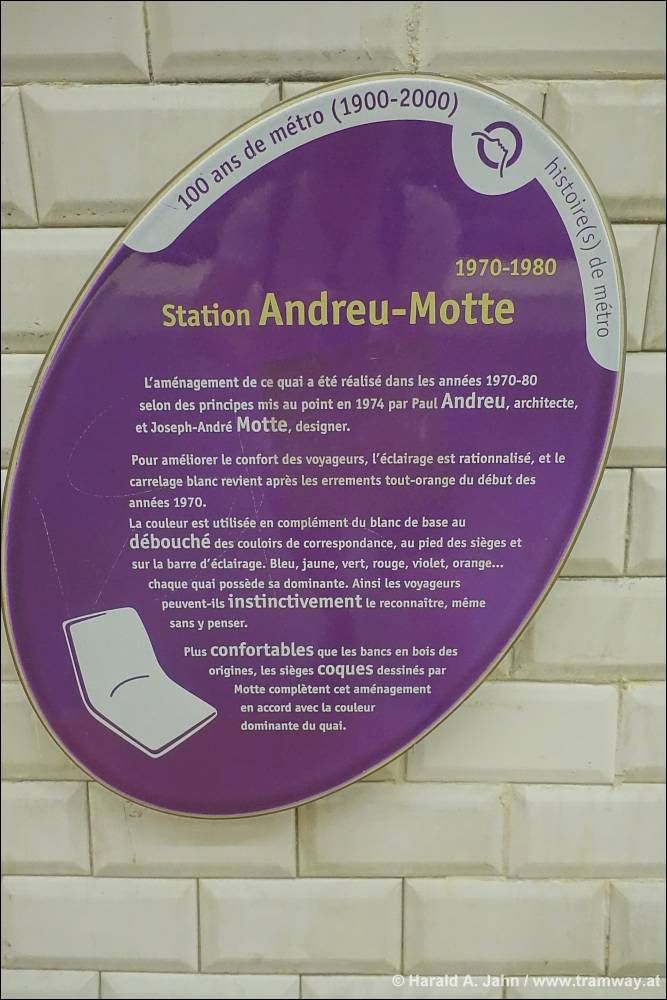 100 ans de métro (1900-2000)
histoire(s) de métro
1970-1980
Station Andreu-Motte
L'aménagement de ce quai a été réalisé dans les années 1970-80
selon des principes mis au point en 1974 par Paul Andreu, architecte,
et Joseph-André Motte, designer.
Pour améliorer le confort des voyageurs, l'éclairage est rationnalisé, et le
carrelage blanc revient après les errements tout-orange du début des
années 1970.
La couleur est utilisée en complément du blanc de base au
débouché des couloirs de correspondance, au pied des sièges et
sur la barre d'éclairage. Bleu, jaune, vert, rouge, violet, orange...
chaque quai possède sa dominante. Ainsi les voyageurs
peuvent-ils instinctivement le reconnaître, même
sans y penser.
Plus confortables que les bancs en bois des
origines, les sièges coques dessinés par
Motte complètent cet aménagement
en accord avec la couleur
dominante du quai.
© Harald A. Jahn / www.tramway.at